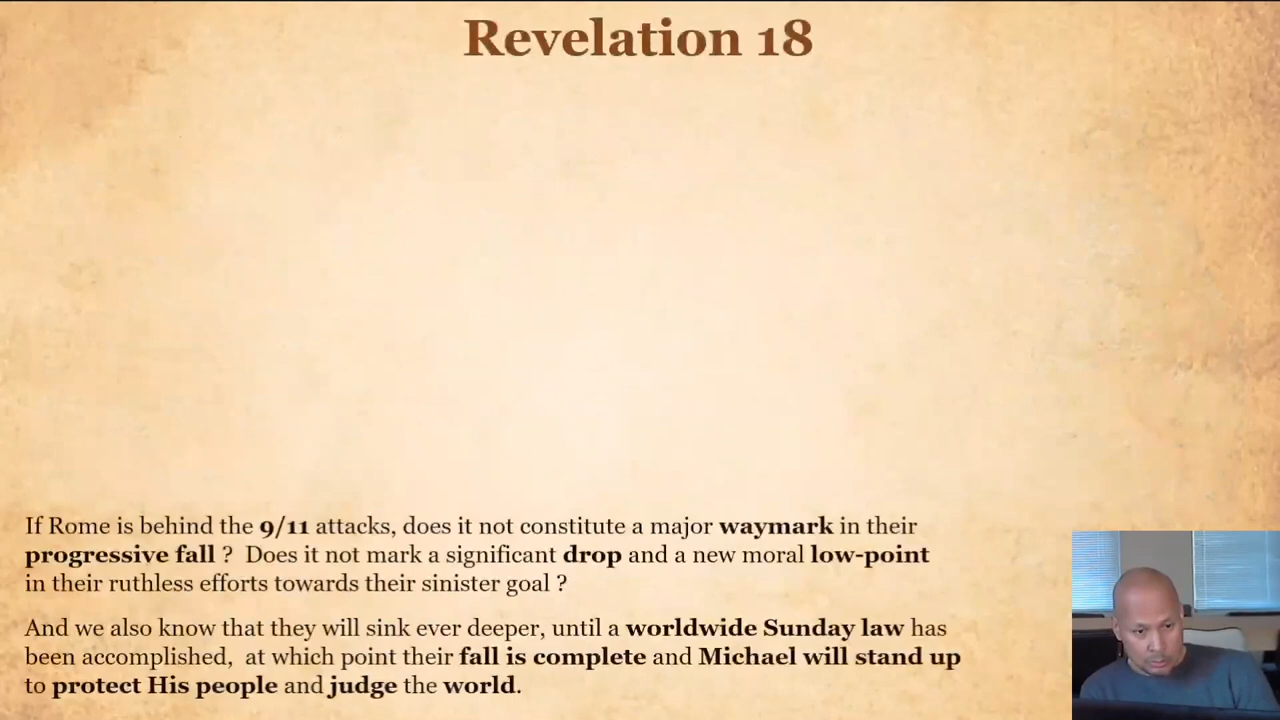 Revelation 18
If Rome is behind the 9/11 attacks, does it not constitute a major waymark in their
progressive fall ?  Does it not mark a significant drop and a new moral low-point
in their ruthless efforts towards their sinister goal ?
And we also know that they will sink ever deeper, until a worldwide Sunday law has
been accomplished,  at which point their fall is complete and Michael will stand up
to protect His people and judge the world.